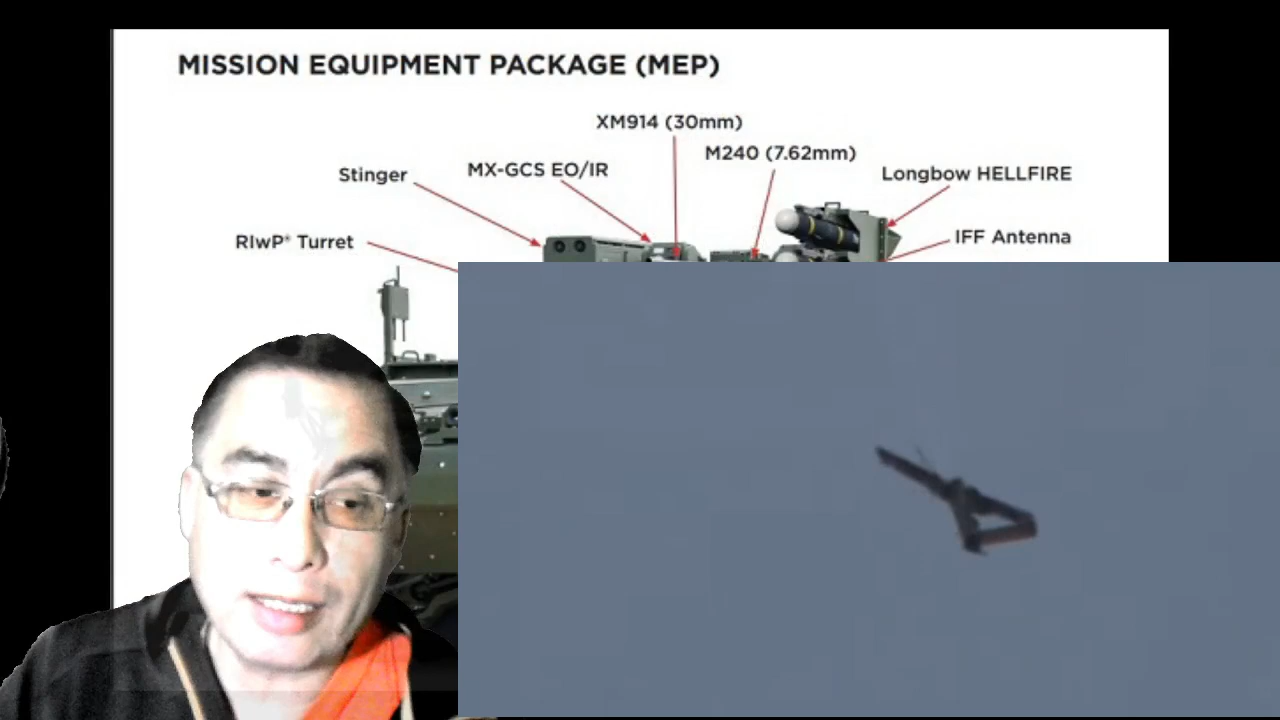 MISSION EQUIPMENT PACKAGE (MEP)
XM914 (30mm)
M240 (7.62mm)
Stinger
MX-GCS EO/IR
Longbow HELLFIRE
RIwP® Turret
IFF Antenna